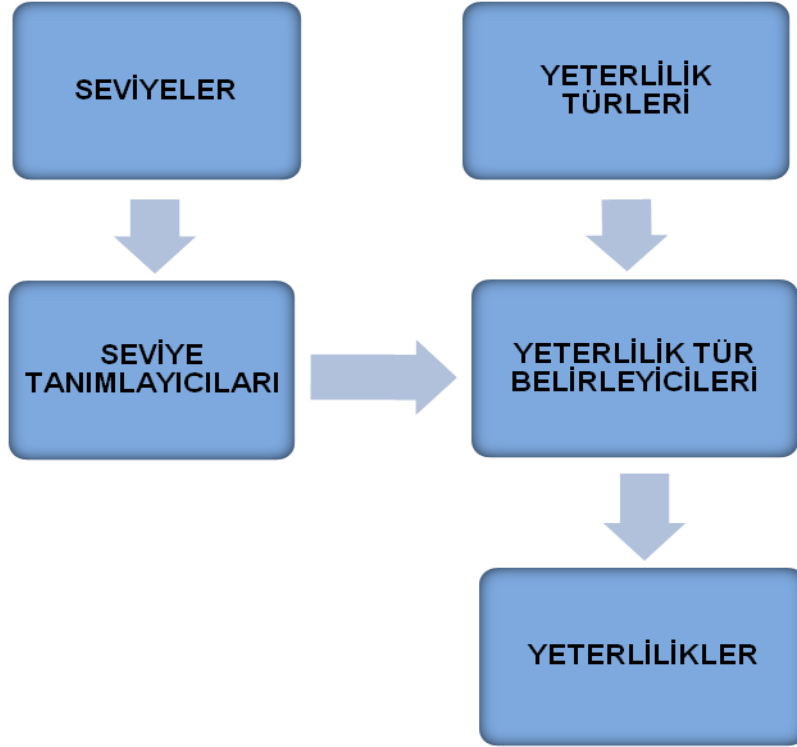 SEVİYELER
YETERLİLİK
TÜRLERİ
SEVİYE
TANIMLAYICILARI
YETERLİLİK TÜR
BELİRLEYİCİLERİ
YETERLİLİKLER